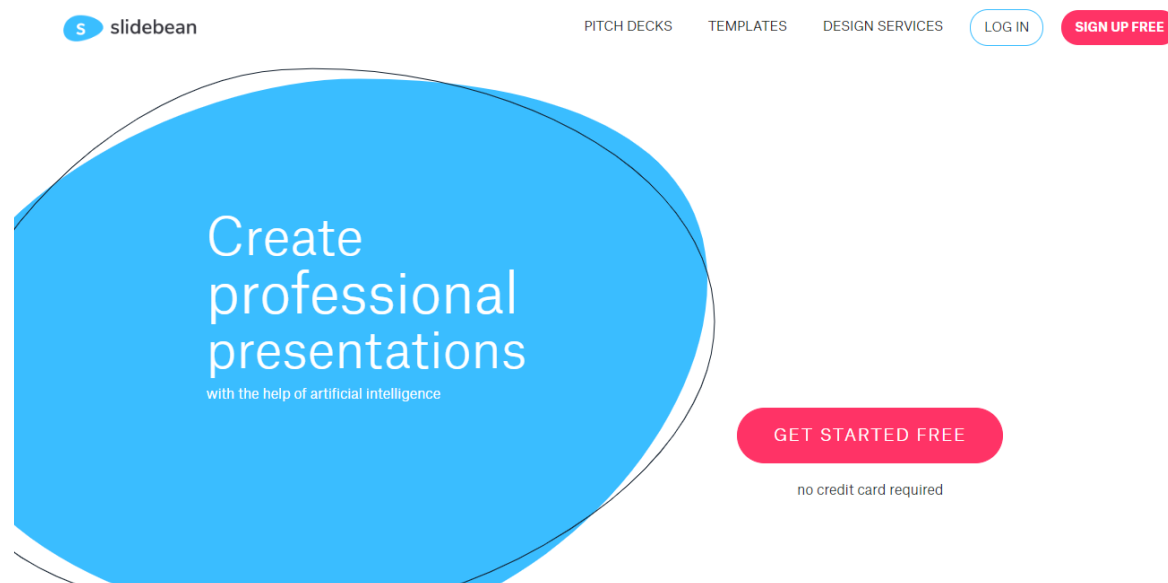 S slidebean
PITCH DECKS TEMPLATES DESIGN SERVICES LOG IN SIGN UP FREE
Create
professional
presentations
with the help of artificial intelligence
GET STARTED FREE
no credit card required